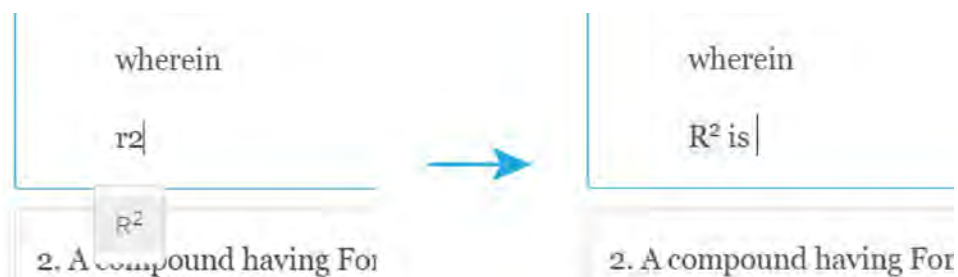 wherein
r2
R²
2. A compound having For
wherein
R² is
2. A compound having For